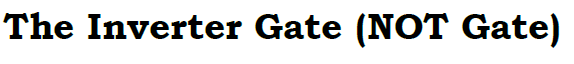 The Inverter Gate (NOT Gate)